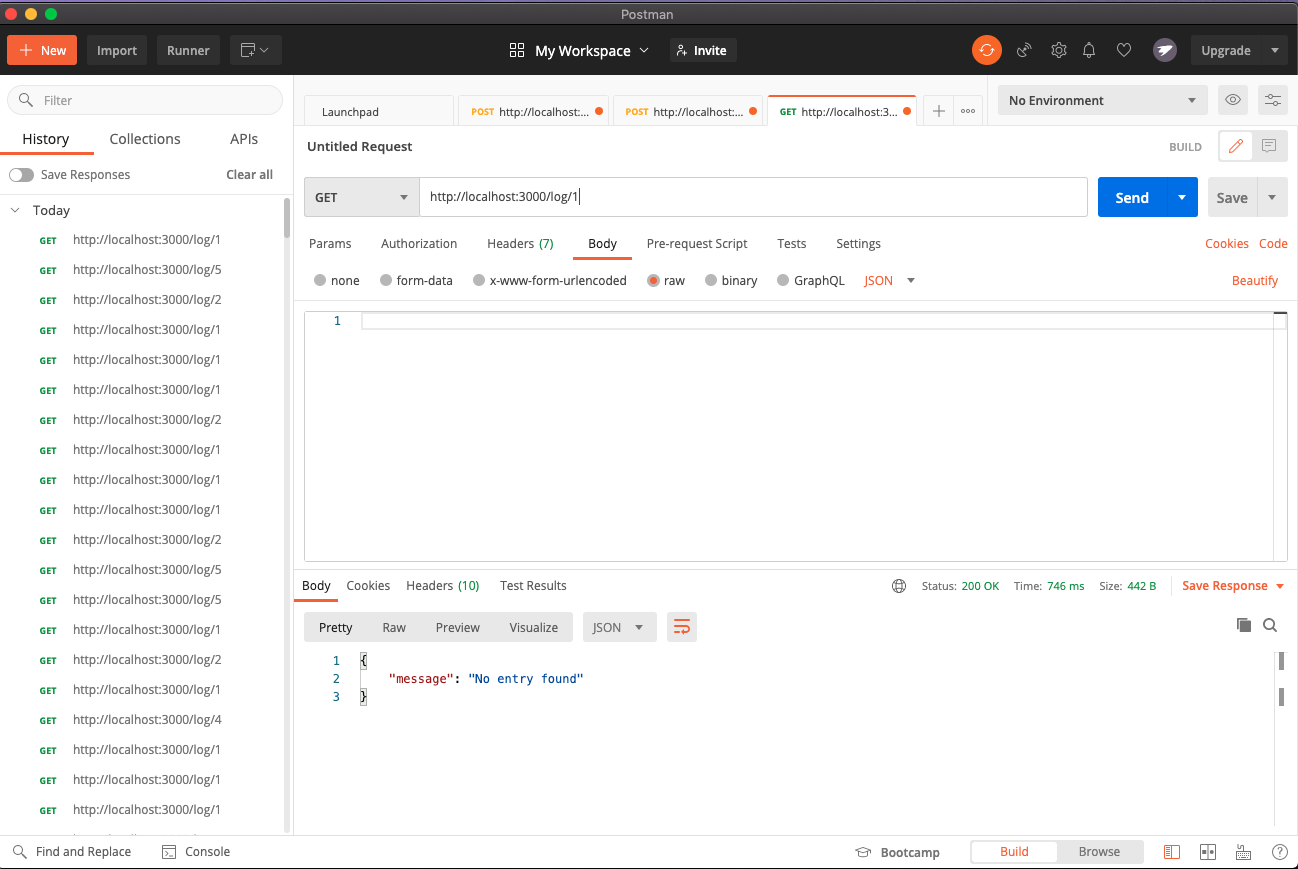 Postman
New Import Runner My Workspace Invite Upgrade
Filter
History Collections APIs
Save Responses Clear all
Today
GET http://localhost:3000/log/1
GET http://localhost:3000/log/5
GET http://localhost:3000/log/2
GET http://localhost:3000/log/1
GET http://localhost:3000/log/1
GET http://localhost:3000/log/1
GET http://localhost:3000/log/2
GET http://localhost:3000/log/1
GET http://localhost:3000/log/1
GET http://localhost:3000/log/1
GET http://localhost:3000/log/2
GET http://localhost:3000/log/5
GET http://localhost:3000/log/5
GET http://localhost:3000/log/1
GET http://localhost:3000/log/2
GET http://localhost:3000/log/1
GET http://localhost:3000/log/4
GET http://localhost:3000/log/1
GET http://localhost:3000/log/1
GET http://localhost:3000/log/1
Launchpad POST http://localhost:... POST http://localhost:... GET http://localhost:3... No Environment
Untitled Request BUILD
GET http://localhost:3000/log/1 Send Save
Params Authorization Headers (7) Body Pre-request Script Tests Settings Cookies Code
none form-data x-www-form-urlencoded raw binary GraphQL JSON Beautify
1
Body Cookies Headers (10) Test Results Status: 200 OK Time: 746 ms Size: 442 B Save Response
Pretty Raw Preview Visualize JSON
1 {
2 "message": "No entry found"
3 }
Find and Replace Console Bootcamp Build Browse